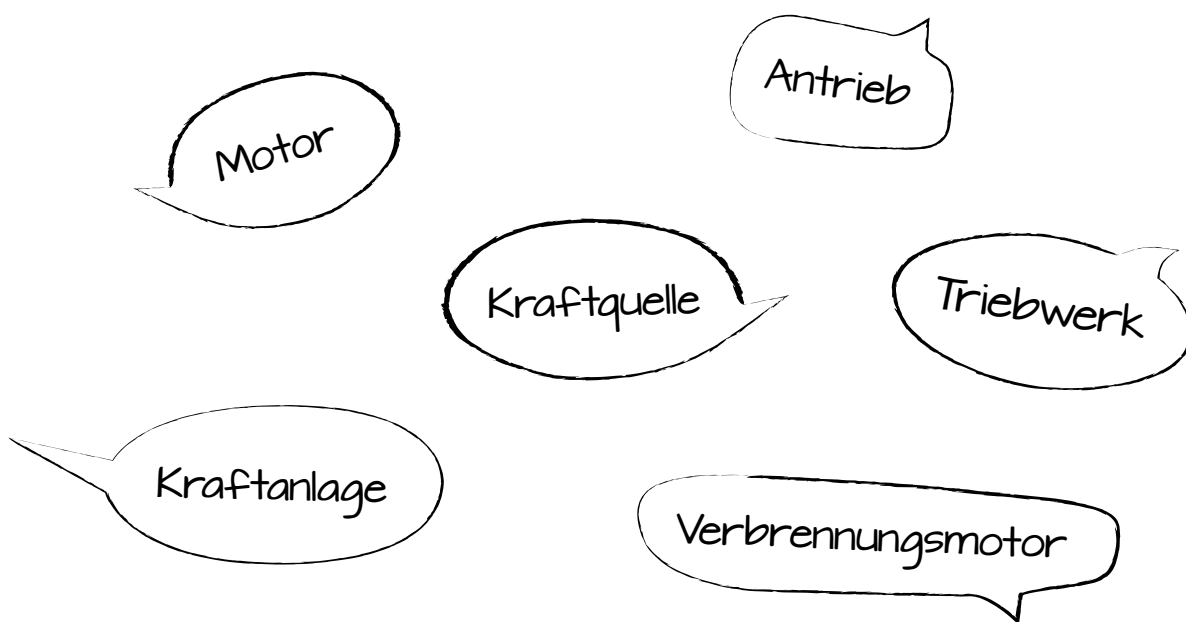 Antrieb
Motor
Kraftquelle
Triebwerk
Kraftanlage
Verbrennungsmotor